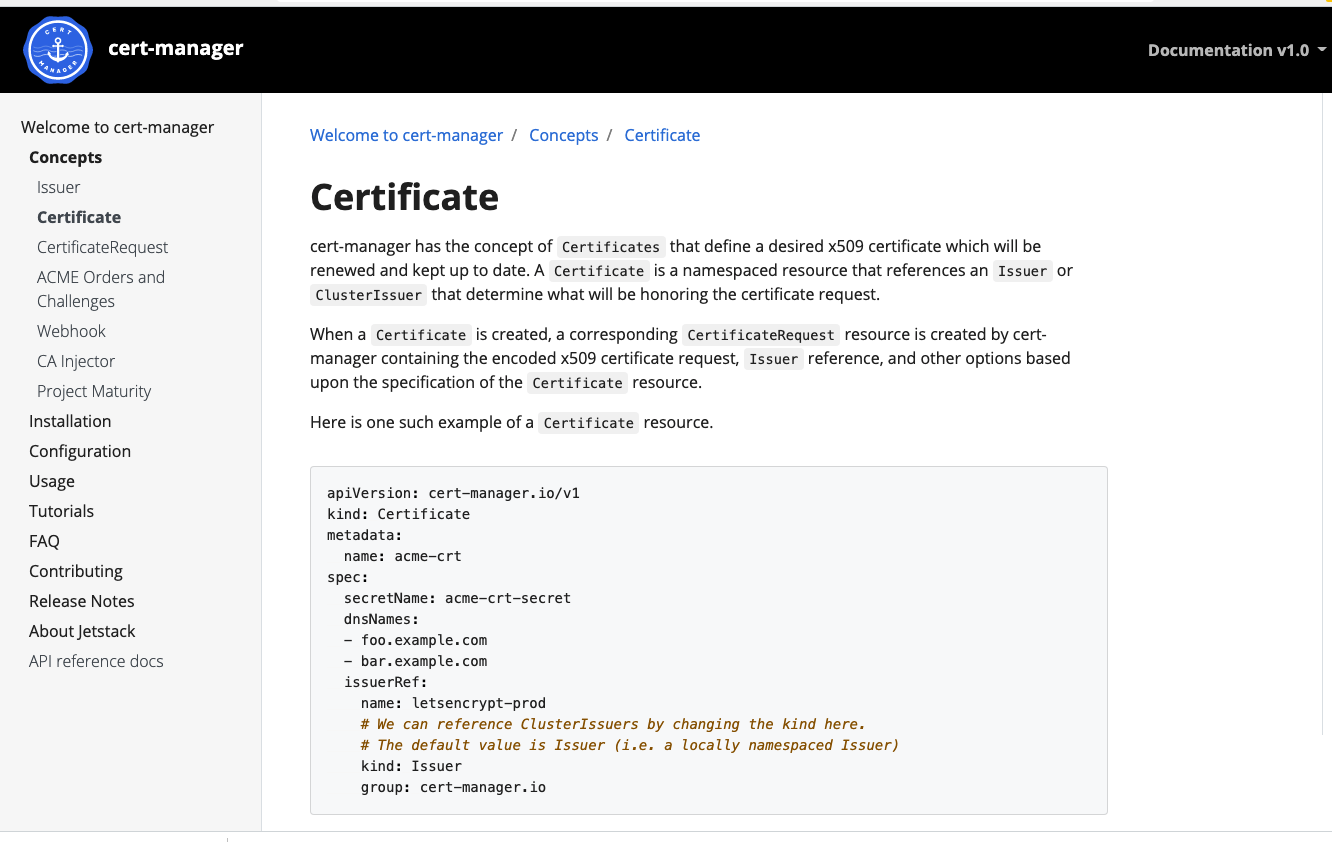 CERT MANAGER
cert-manager
Documentation v1.0
Welcome to cert-manager
Concepts
Issuer
Certificate
CertificateRequest
ACME Orders and
Challenges
Webhook
CA Injector
Project Maturity
Installation
Configuration
Usage
Tutorials
FAQ
Contributing
Release Notes
About Jetstack
API reference docs
Welcome to cert-manager / Concepts / Certificate
Certificate
cert-manager has the concept of Certificates that define a desired x509 certificate which will be
renewed and kept up to date. A Certificate is a namespaced resource that references an Issuer or
ClusterIssuer that determine what will be honoring the certificate request.
When a Certificate is created, a corresponding CertificateRequest resource is created by cert-
manager containing the encoded x509 certificate request, Issuer reference, and other options based
upon the specification of the Certificate resource.
Here is one such example of a Certificate resource.
apiVersion: cert-manager.io/v1
kind: Certificate
metadata:
  name: acme-crt
spec:
  secretName: acme-crt-secret
  dnsNames:
  - foo.example.com
  - bar.example.com
  issuerRef:
    name: letsencrypt-prod
    # We can reference ClusterIssuers by changing the kind here.
    # The default value is Issuer (i.e. a locally namespaced Issuer)
    kind: Issuer
    group: cert-manager.io